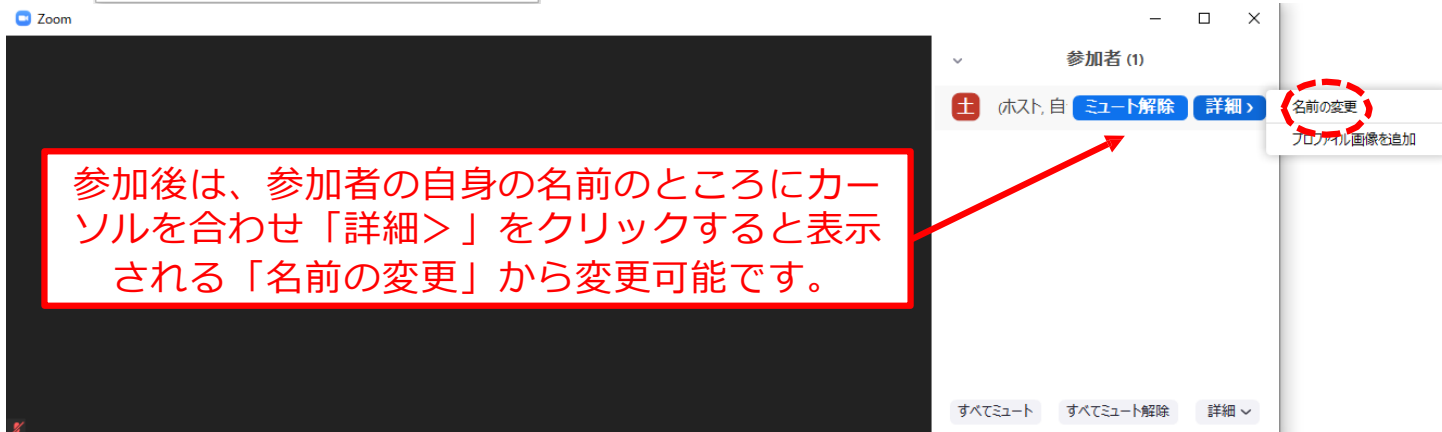 Zoom
参加者 (1)
土 (ホスト, 自 ミュート解除 詳細 ›
名前の変更
プロファイル画像を追加
参加後は、参加者の自身の名前のところにカー
ソルを合わせ「詳細＞」をクリックすると表示
される「名前の変更」から変更可能です。
すべてミュート すべてミュート解除 詳細